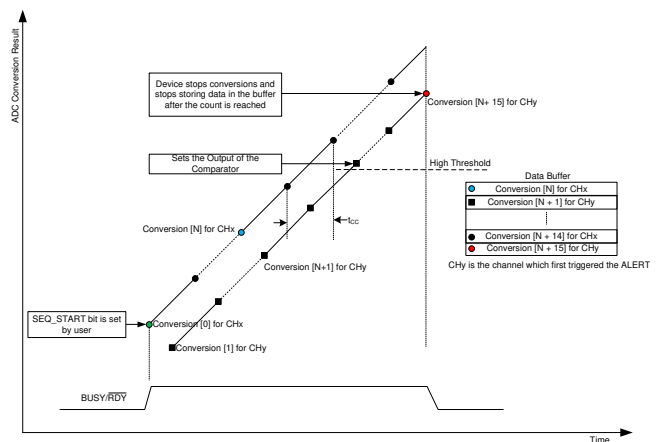 ADC Conversion Result
Device stops conversions and
stops storing data in the buffer
after the count is reached
Conversion [N+ 15] for CHy
Sets the Output of the
Comparator
High Threshold
Data Buffer
Conversion [N] for CHx
Conversion [N + 1] for CHy
Conversion [N + 14] for CHx
Conversion [N + 15] for CHy
CHy is the channel which first triggered the ALERT
Conversion [N] for CHx
tCC
Conversion [N+1] for CHy
SEQ_START bit is set
by user
Conversion [0] for CHx
Conversion [1] for CHy
BUSY/RDY
Time